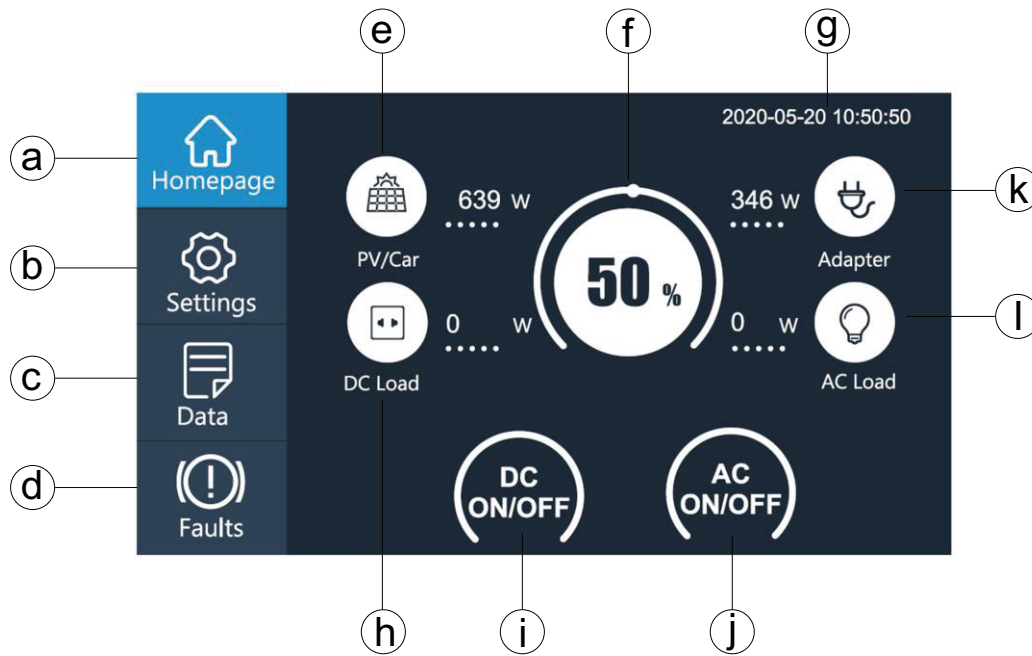 e
f
g
2020-05-20 10:50:50
a
Homepage
639 W
346 W
k
PV/Car
Adapter
b
Settings
50 %
0 W
0 W
l
DC Load
AC Load
c
Data
DC
ON/OFF
AC
ON/OFF
d
Faults
h
i
j